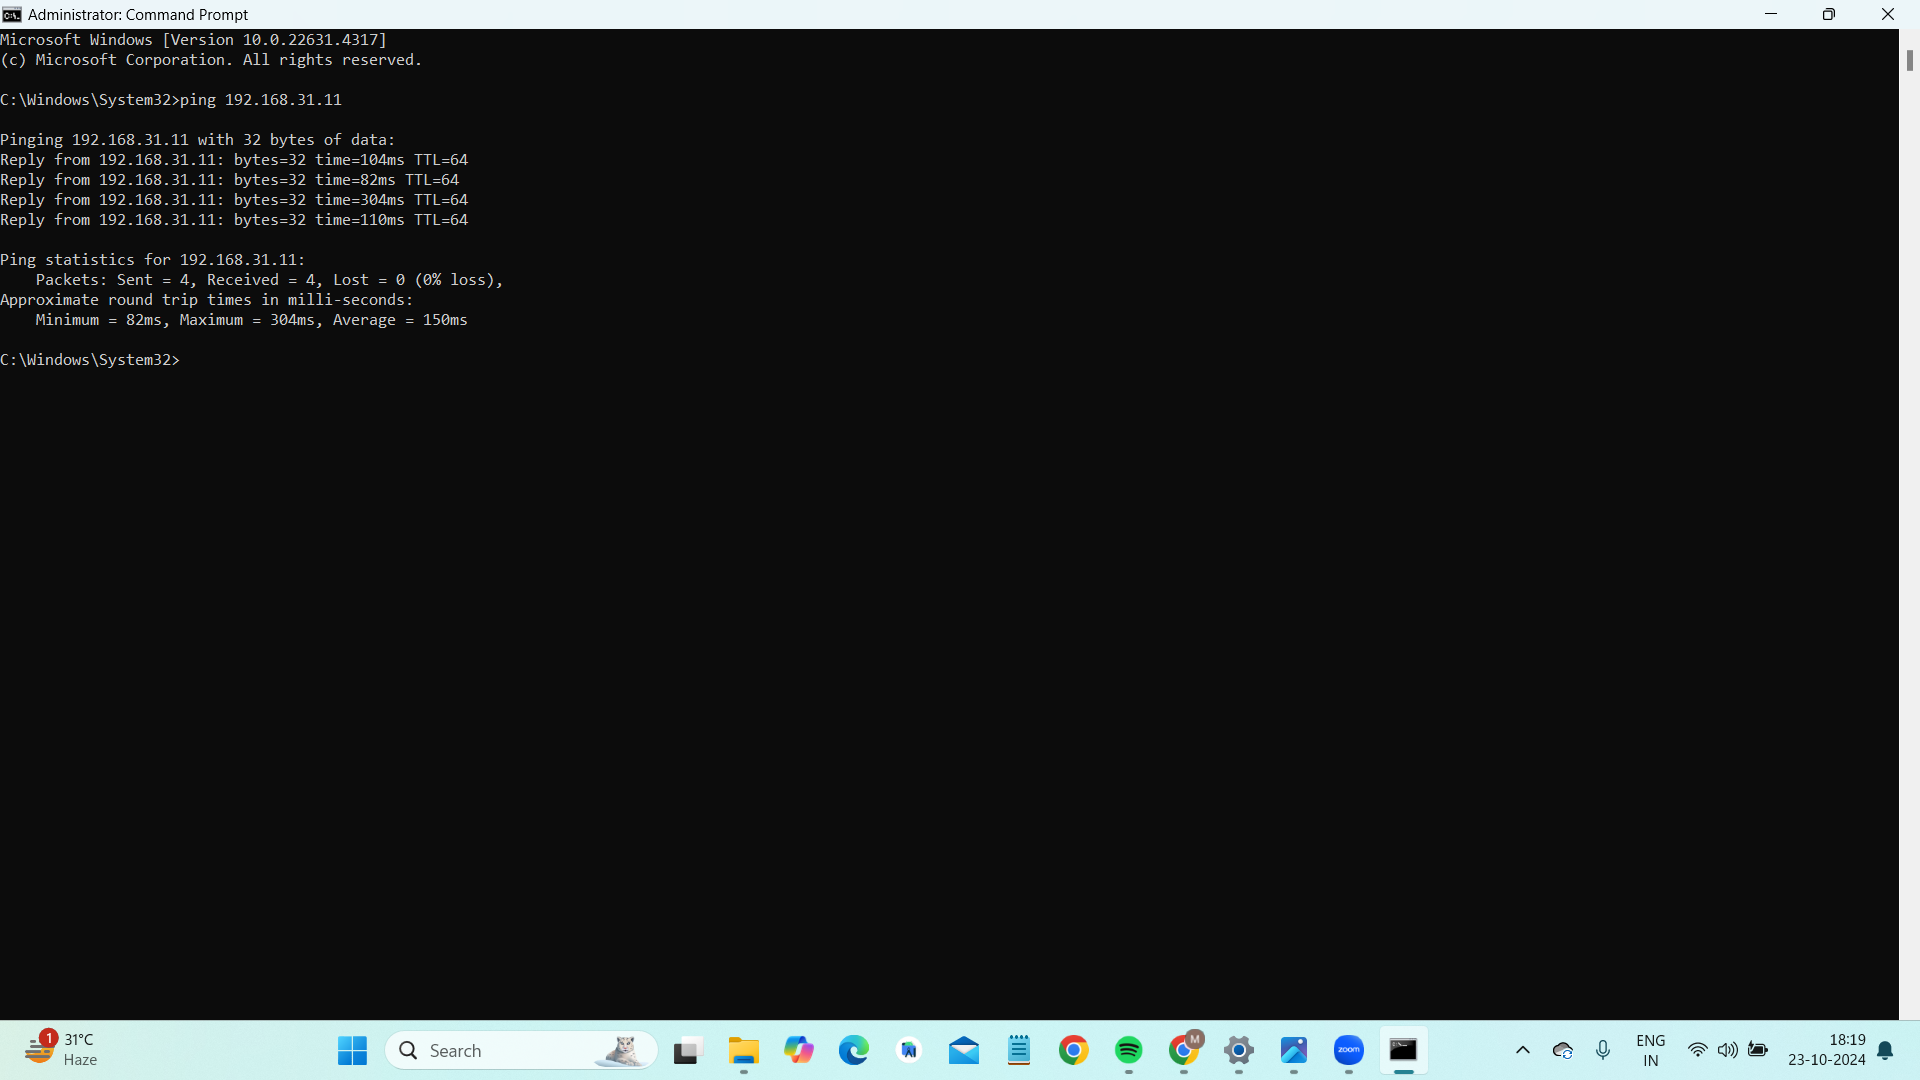 Administrator: Command Prompt
Microsoft Windows [Version 10.0.22631.4317]
(c) Microsoft Corporation. All rights reserved.
C:\Windows\System32>ping 192.168.31.11
Pinging 192.168.31.11 with 32 bytes of data:
Reply from 192.168.31.11: bytes=32 time=104ms TTL=64
Reply from 192.168.31.11: bytes=32 time=82ms TTL=64
Reply from 192.168.31.11: bytes=32 time=304ms TTL=64
Reply from 192.168.31.11: bytes=32 time=110ms TTL=64
Ping statistics for 192.168.31.11:
Packets: Sent = 4, Received = 4, Lost = 0 (0% loss),
Approximate round trip times in milli-seconds:
Minimum = 82ms, Maximum = 304ms, Average = 150ms
C:\Windows\System32>
1
31°C
Haze
Search
M
zoom
ENG
IN
18:19
23-10-2024